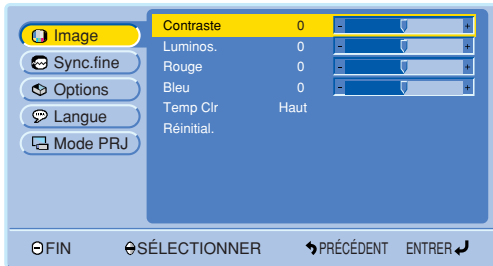 Image
Sync.fine
Options
Langue
Mode PRJ
Contraste 0 - +
Luminos. 0 - +
Rouge 0 - +
Bleu 0 - +
Temp Clr Haut
Réinitial.
FIN SÉLECTIONNER PRÉCÉDENT ENTRER